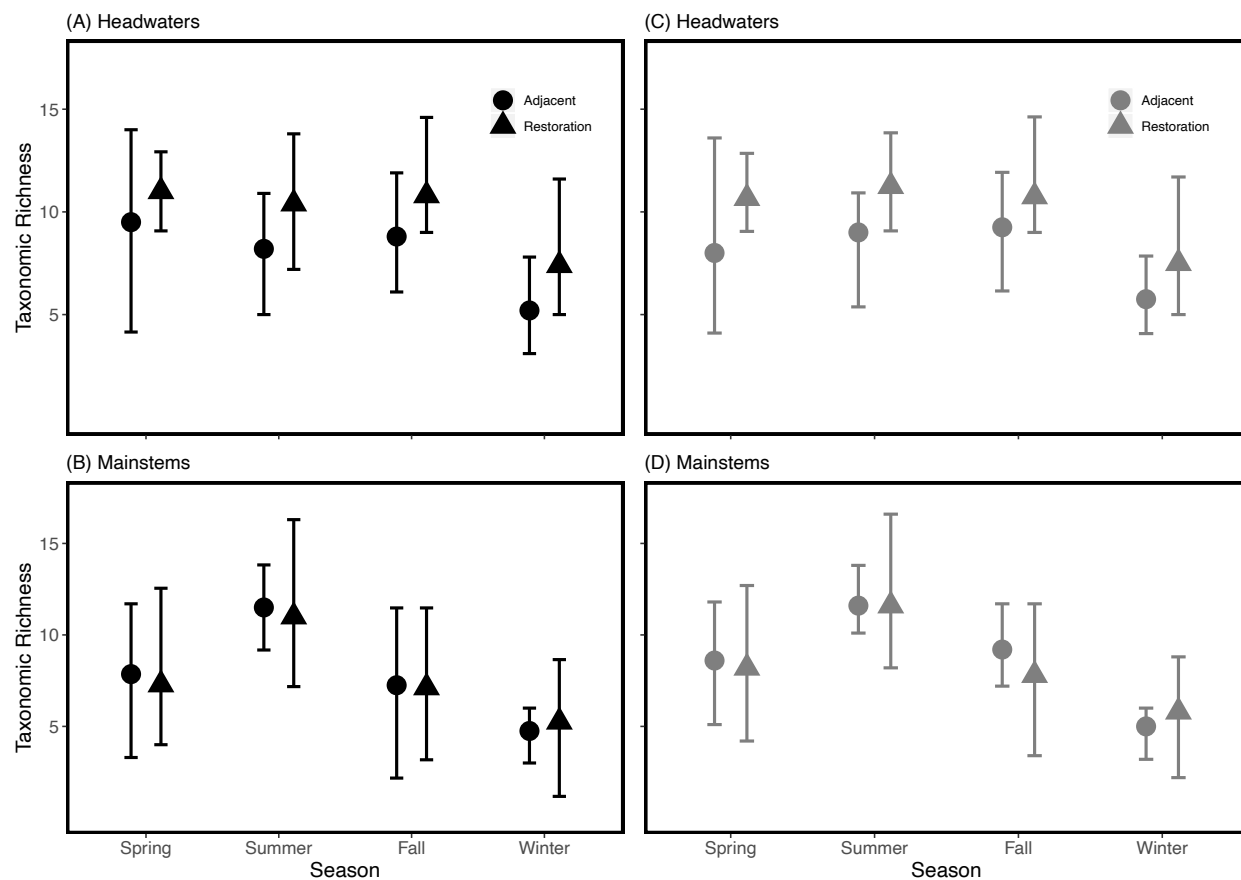 (A) Headwaters
(C) Headwaters
Taxonomic Richness
15
10
5
Adjacent
Restoration
Adjacent
Restoration
(B) Mainstems
(D) Mainstems
Taxonomic Richness
15
10
5
Spring
Summer
Fall
Winter
Season
Spring
Summer
Fall
Winter
Season